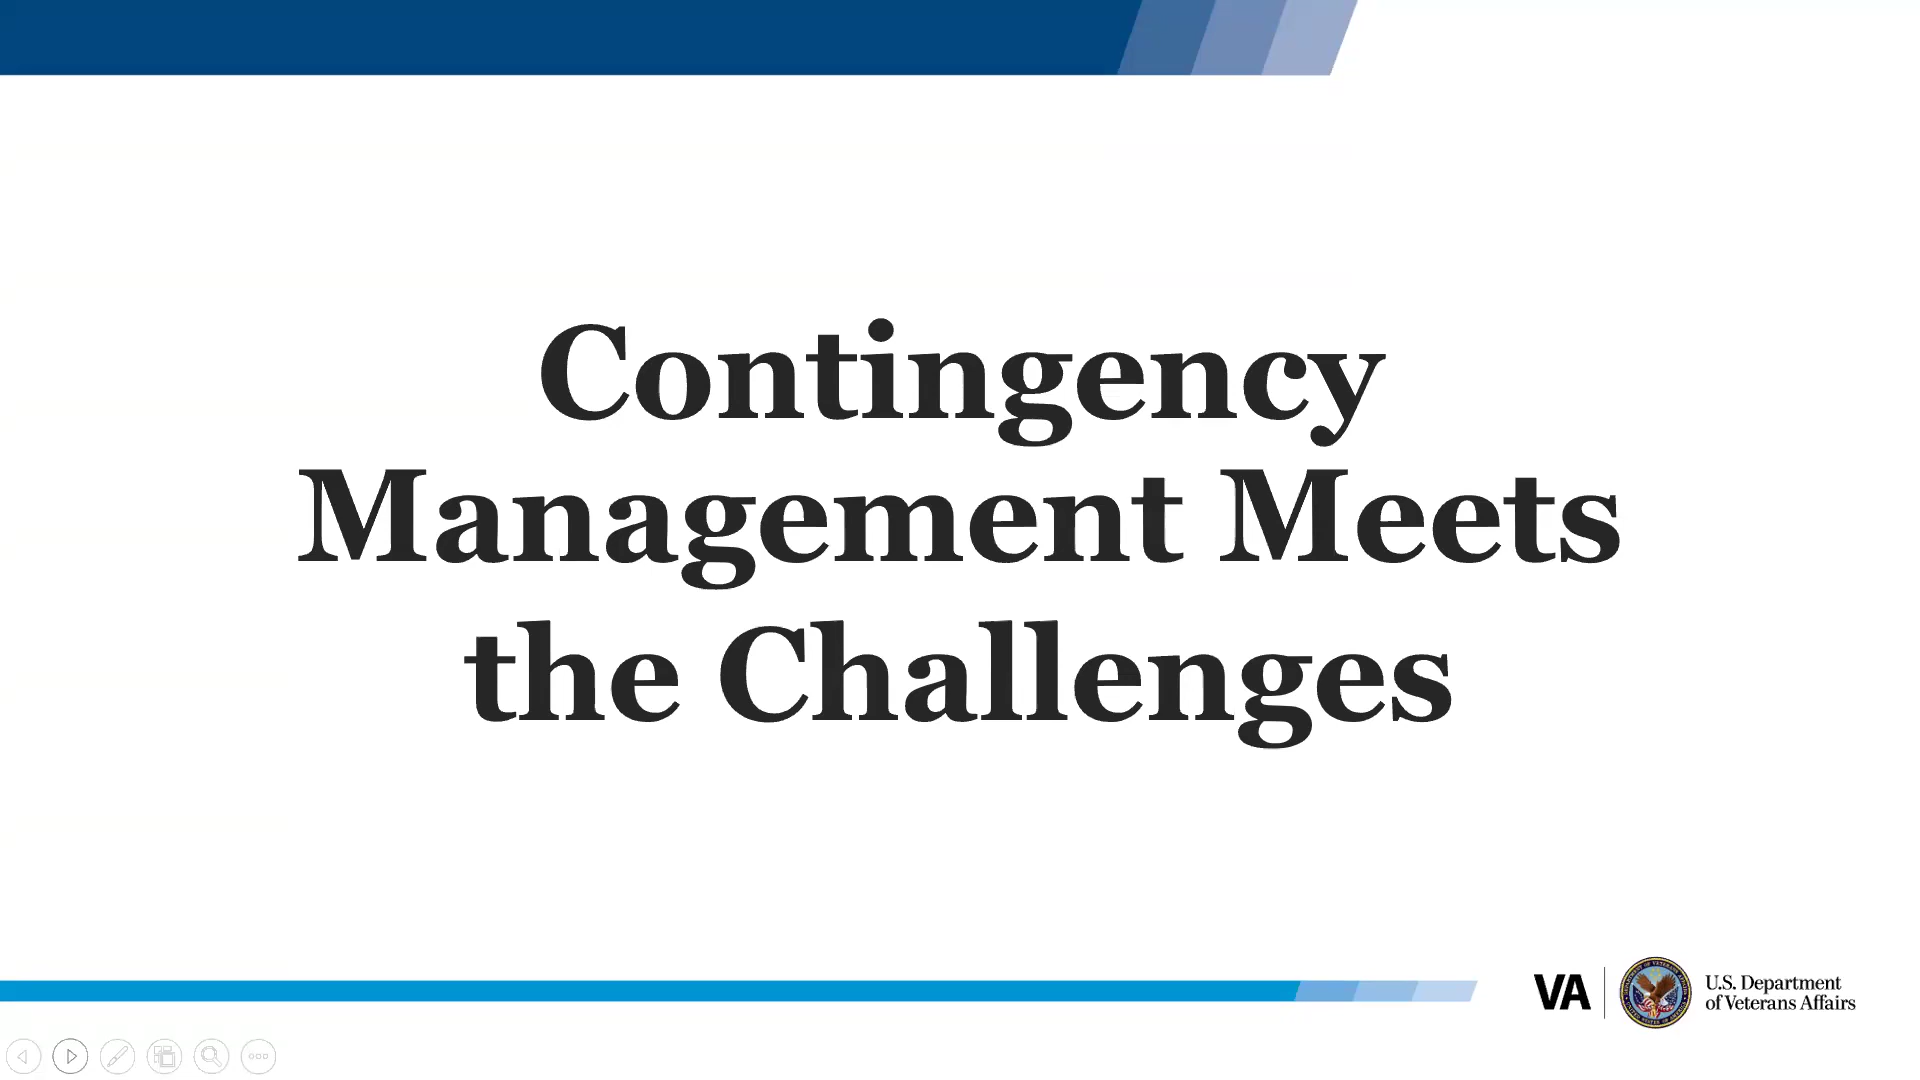 Contingency
Management Meets
the Challenges
VA
U.S. Department
of Veterans Affairs